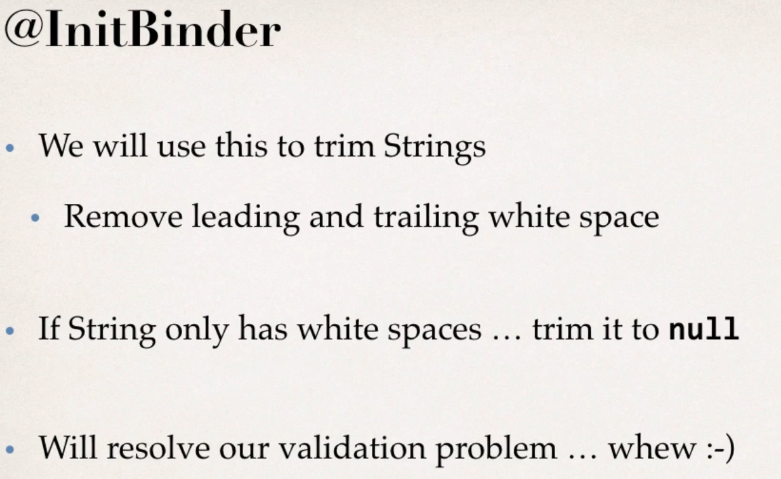 @InitBinder
• We will use this to trim Strings
• Remove leading and trailing white space
• If String only has white spaces … trim it to null
• Will resolve our validation problem … whew :-)